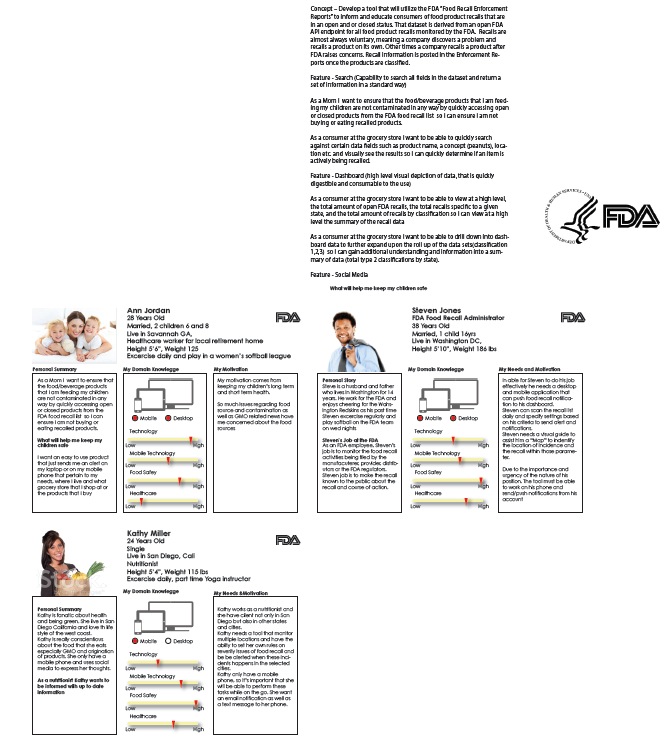 Concept – Develop a tool that will utilize the FDA "Food Recall Enforcement
Reports" to inform and educate consumers of food product recalls that are
in an open and or closed status. That dataset is derived from an open FDA
API endpoint for all food product recalls monitored by the FDA. Recalls are
almost always voluntary, meaning a company discovers a problem and
recalls a product on its own. Other times a company recalls a product after
FDA raises concerns. Recall information is posted in the Enforcement Re-
ports once the products are classified.
Feature - Search (Capability to search all fields in the dataset and return a
set of information in a standard way)
As a Mom I want to ensure that the food/beverage products that I am feed-
ing my children are not contaminated in any way by quickly accessing open
or closed products from the FDA food recall list so I can ensure I am not
buying or eating recalled products.
As a consumer at the grocery store I want to be able to quickly search
against certain data fields such as product name, a concept (peanuts), loca-
tion etc. and visually see the results so I can quickly determine if an item is
actively being recalled.
Feature - Dashboard (high level visual depiction of data, that is quickly
digestible and consumable to the use)
As a consumer at the grocery store I want to be able to view at a high level,
the total amount of open FDA recalls, the total recalls specific to a given
state, and the total amount of recalls by classification so I can view at a high
level the summary of the recall data
As a consumer at the grocery store I want to be able to drill down into dash-
board data to further expand upon the roll up of the data sets(classification
1,2,3) so I can gain additional understanding and information into a sum-
mary of data (total type 2 classifications by state).
Feature - Social Media
What will help me keep my children safe
DEPARTMENT OF HEALTH & HUMAN SERVICES • USA
FDA
Ann Jordan
28 Years Old
Married, 2 children 6 and 8
Live in Savannah GA,
Healthcare worker for local retirement home
Height 5'6", Weight 125
Excercise daily and play in a women's softball league
FDA
Personal Summary
As a Mom I want to ensure that
the food/beverage products
that I am feeding my children
are not contaminated in any
way by quickly accessing open
or closed products from the
FDA food recall list so I can
ensure I am not buying or
eating recalled products.
What will help me keep my
children safe
I want an easy to use product
that just sends me an alert on
my laptop or on my mobile
phone that pertain to my
needs, where I live and what
grocery store that I shop at or
the products that I buy
My Domain Knowlegge
Mobile
Desktop
Technology
Low
High
Mobile Technology
Low
High
Food Safey
Low
High
Healthcare
Low
High
My Motivation
My motivation comes from
keeping my children's long term
and short term health.
So much issues regarding food
source and contamination as
well as GMO related news have
me concerned about the food
sources
Steven Jones
FDA Food Recall Administrator
38 Years Old
Married, 1 child 16yrs
Live in Washington DC,
Height 5'10", Weight 186 lbs
FDA
Personal Story
Steve is a husband and father
who lives in Washington for 14
years. He work for the FDA and
enjoys cheering for the Wahs-
ington Redskins as his past time
Steven excercise regularly and
play softball on the FDA team
on wed nights
Steven's Job at the FDA
As an FDA employee, Steven's
job is to monitor the food recall
activities being filed by the
manufacturer, provider, distrib-
utors or the FDA regulators.
Steven job is to make the recall
known to the public about the
recall and course of action.
My Domain Knowlegge
Mobile
Desktop
Technology
Low
High
Mobile Technology
Low
High
Food Safey
Low
High
Healthcare
Low
High
My Needs and Motivation
In able for Steven to do his job
effectively he needs a desktop
and mobile application that
can push food recall notifica-
tion to his dashboard.
Steven can scan the recall list
daily and specify settings based
on his criteria to send alert and
notifications.
Steven needs a visual guide to
assist him a "Map" to indentify
the location of incidence and
the recall within those parame-
ter.
Due to the importance and
urgency of the nature of his
position. The tool must be able
to work on his phone and
send/push notifications from his
account
Kathy Miller
24 Years Old
Single
Live in San Diego, Cali
Nutritionist
Height 5'4", Weight 115 lbs
Excercise daily, part time Yoga instructor
FDA
Personal Summary
Kathy is fanatic about health
and being green. She live in San
Diego California and love th life
style of the west coast.
Kathy is really conscientious
about the food that she eats
especially GMO and origination
of products. She only have a
mobile phone and uses social
media to express her thoughts.
As a nutritionist Kathy wants to
be informed with up to date
information
My Domain Knowlegge
Mobile
Desktop
Technology
Low
High
Mobile Technology
Low
High
Food Safey
Low
High
Healthcare
Low
High
My Needs &Motivation
Kathy works as a nutritionist and
she have client not only in San
Diego but also in other states
and cities.
Kathy needs a tool that monitor
multiple locations and have the
ability to set her own rules on
severity issues of food recall and
be be alerted when these inci-
dents happens in the selected
cities.
Kathy only have a mobile
phone, so it's important that she
will be able to perform these
tasks while on the go. She want
an email notification as well as
a text message to her phone.